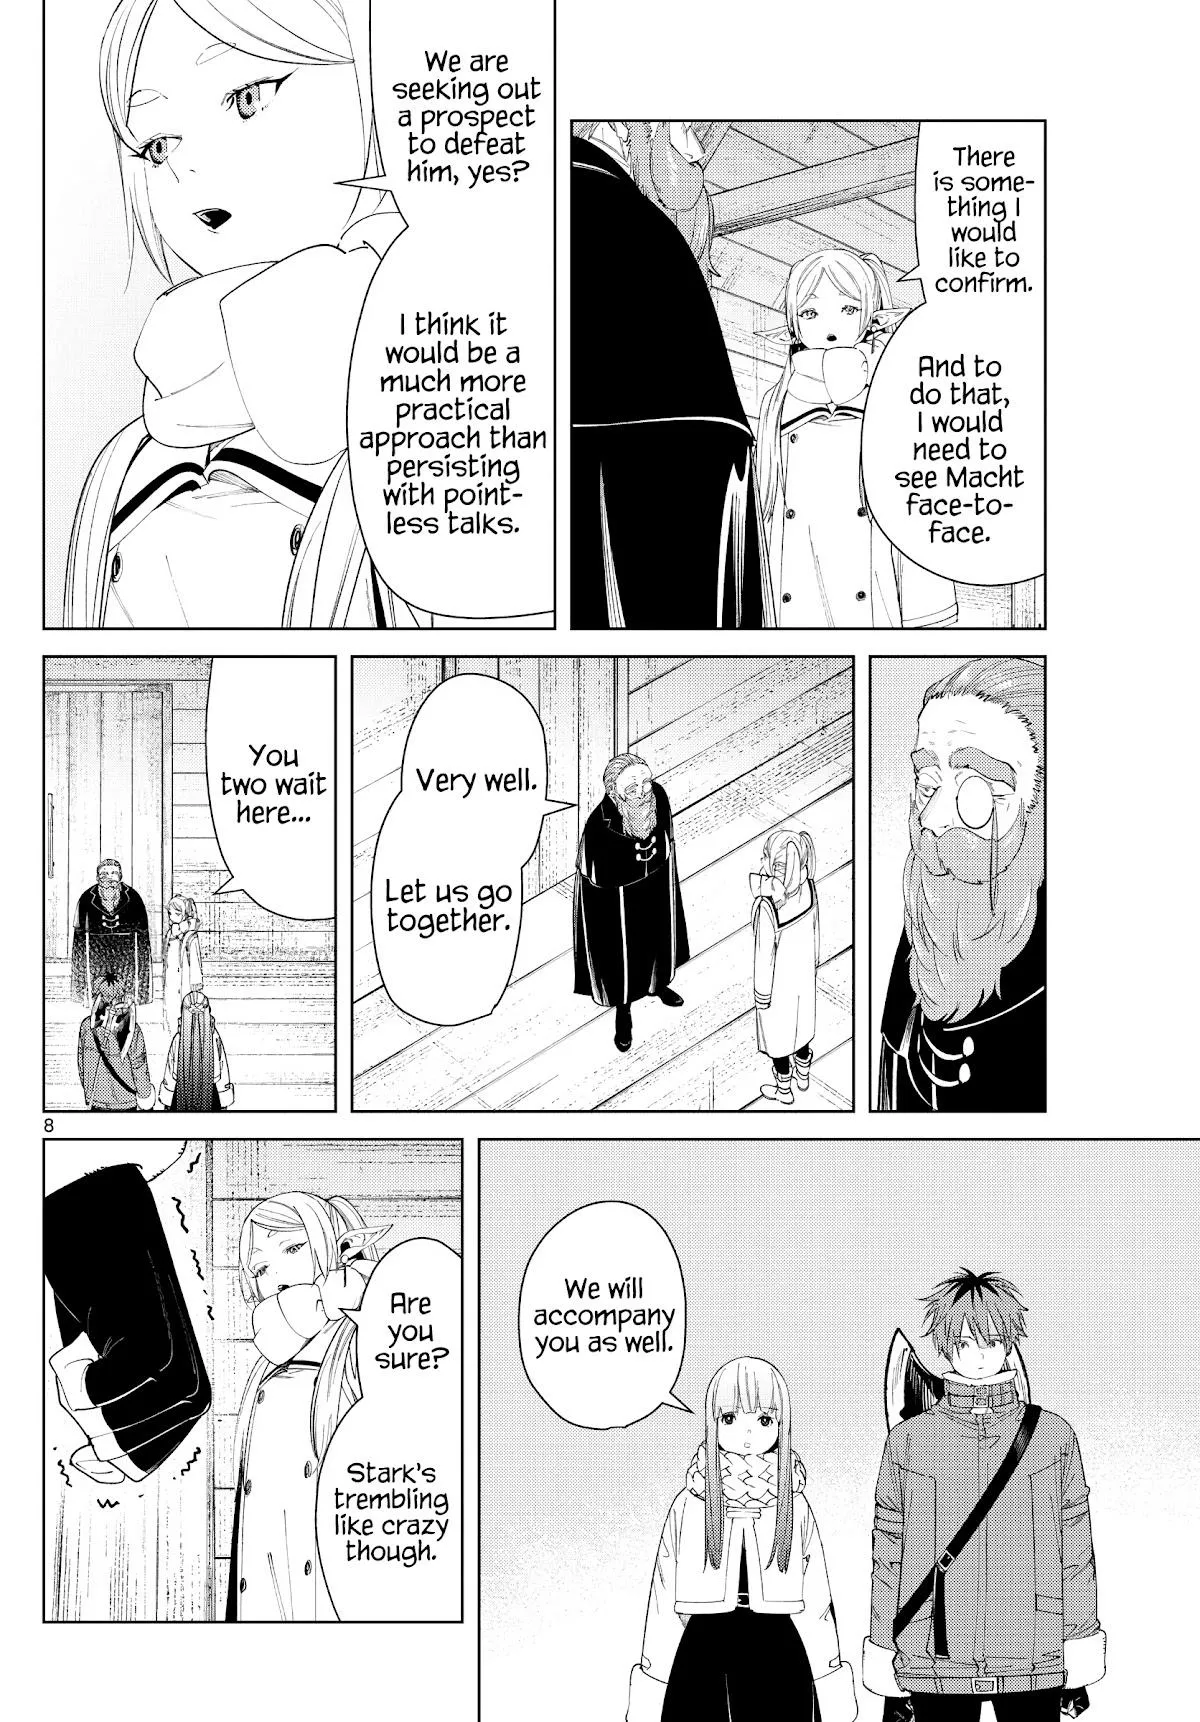 There
is some-
thing I
would
like to
confirm.
And to
do that,
I would
need to
see Macht
face-to-
face.
We are
seeking out
a prospect
to defeat
him, yes?
I think it
would be a
much more
practical
approach than
persisting
with point-
less talks.
Very well.
Let us go
together.
You
two wait
here...
8
We will
accompany
you as well.
Are
you
sure?
Stark's
trembling
like crazy
though.